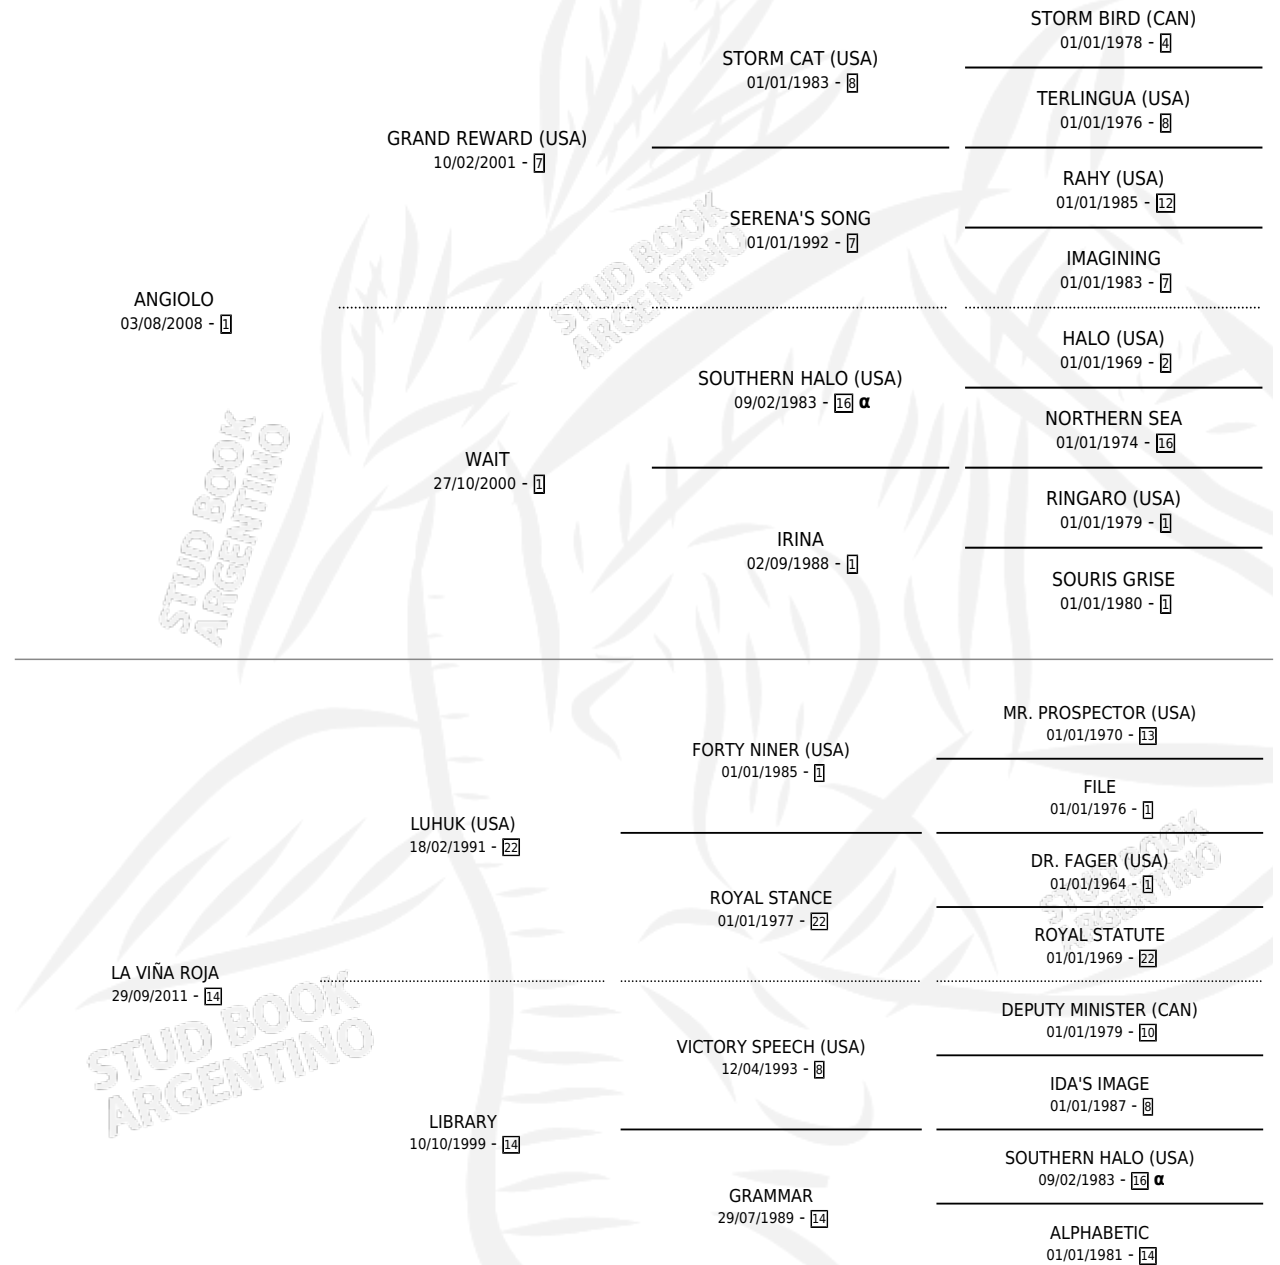 STORM BIRD (CAN)
01/01/1978 - 4
STORM CAT (USA)
01/01/1983 - 8
TERLINGUA (USA)
01/01/1976 - 8
GRAND REWARD (USA)
10/02/2001 - 7
RAHY (USA)
01/01/1985 - 12
SERENA'S SONG
01/01/1992 - 7
IMAGINING
01/01/1983 - 7
STUD BOOK
ARGENTINO
ANGIOLO
03/08/2008 - 1
HALO (USA)
01/01/1969 - 2
SOUTHERN HALO (USA)
09/02/1983 - 16 α
NORTHERN SEA
01/01/1974 - 16
WAIT
27/10/2000 - 1
RINGARO (USA)
01/01/1979 - 1
IRINA
02/09/1988 - 1
SOURIS GRISE
01/01/1980 - 1
STUD BOOK
ARGENTINO
MR. PROSPECTOR (USA)
01/01/1970 - 13
FORTY NINER (USA)
01/01/1985 - 1
FILE
01/01/1976 - 1
LUHUK (USA)
18/02/1991 - 22
DR. FAGER (USA)
01/01/1964 - 1
ROYAL STANCE
01/01/1977 - 22
ROYAL STATUTE
01/01/1969 - 22
STUD BOOK
ARGENTINO
LA VIÑA ROJA
29/09/2011 - 14
DEPUTY MINISTER (CAN)
01/01/1979 - 10
VICTORY SPEECH (USA)
12/04/1993 - 8
IDA'S IMAGE
01/01/1987 - 8
STUD BOOK
ARGENTINO
LIBRARY
10/10/1999 - 14
SOUTHERN HALO (USA)
09/02/1983 - 16 α
GRAMMAR
29/07/1989 - 14
ALPHABETIC
01/01/1981 - 14